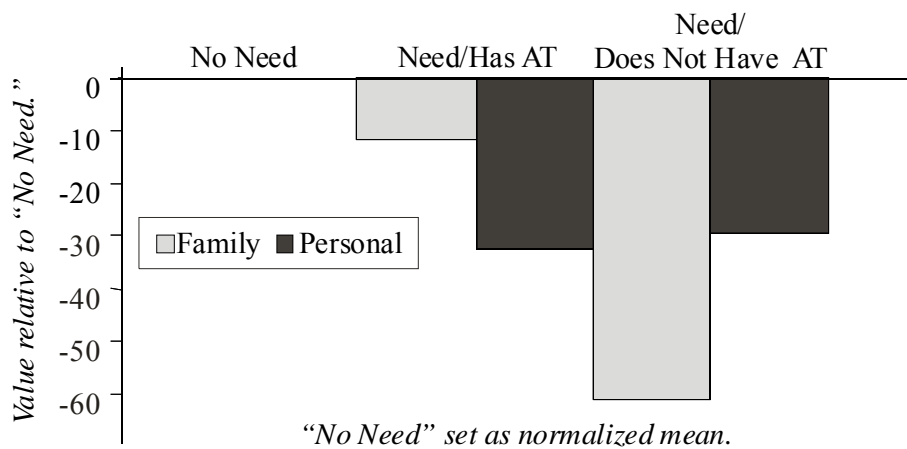 Need/
No Need Need/Has AT Does Not Have AT
0
-10
-20
-30
-40
-50
-60
Value relative to “No Need.”
Family Personal
“No Need” set as normalized mean.